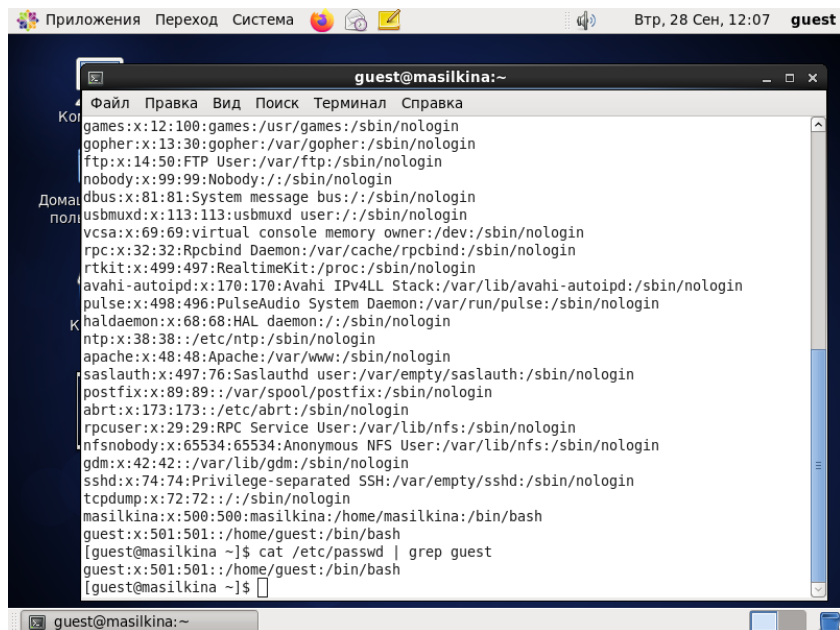 Приложения Переход Система Втр, 28 Сен, 12:07 guest
guest@masilkina:~
Файл Правка Вид Поиск Терминал Справка
games:x:12:100:games:/usr/games:/sbin/nologin
gopher:x:13:30:gopher:/var/gopher:/sbin/nologin
ftp:x:14:50:FTP User:/var/ftp:/sbin/nologin
nobody:x:99:99:Nobody:/:/sbin/nologin
dbus:x:81:81:System message bus:/:/sbin/nologin
usbmuxd:x:113:113:usbmuxd user:/:/sbin/nologin
vcsa:x:69:69:virtual console memory owner:/dev:/sbin/nologin
rpc:x:32:32:Rpcbind Daemon:/var/cache/rpcbind:/sbin/nologin
rtkit:x:499:497:RealtimeKit:/proc:/sbin/nologin
avahi-autoipd:x:170:170:Avahi IPv4LL Stack:/var/lib/avahi-autoipd:/sbin/nologin
pulse:x:498:496:PulseAudio System Daemon:/var/run/pulse:/sbin/nologin
haldaemon:x:68:68:HAL daemon:/:/sbin/nologin
ntp:x:38:38::/etc/ntp:/sbin/nologin
apache:x:48:48:Apache:/var/www:/sbin/nologin
saslauth:x:497:76:Saslauthd user:/var/empty/saslauth:/sbin/nologin
postfix:x:89:89::/var/spool/postfix:/sbin/nologin
abrt:x:173:173::/etc/abrt:/sbin/nologin
rpcuser:x:29:29:RPC Service User:/var/lib/nfs:/sbin/nologin
nfsnobody:x:65534:65534:Anonymous NFS User:/var/lib/nfs:/sbin/nologin
gdm:x:42:42::/var/lib/gdm:/sbin/nologin
sshd:x:74:74:Privilege-separated SSH:/var/empty/sshd:/sbin/nologin
tcpdump:x:72:72::/:/sbin/nologin
masilkina:x:500:500:masilkina:/home/masilkina:/bin/bash
guest:x:501:501::/home/guest:/bin/bash
[guest@masilkina ~]$ cat /etc/passwd | grep guest
guest:x:501:501::/home/guest:/bin/bash
[guest@masilkina ~]$
guest@masilkina:~